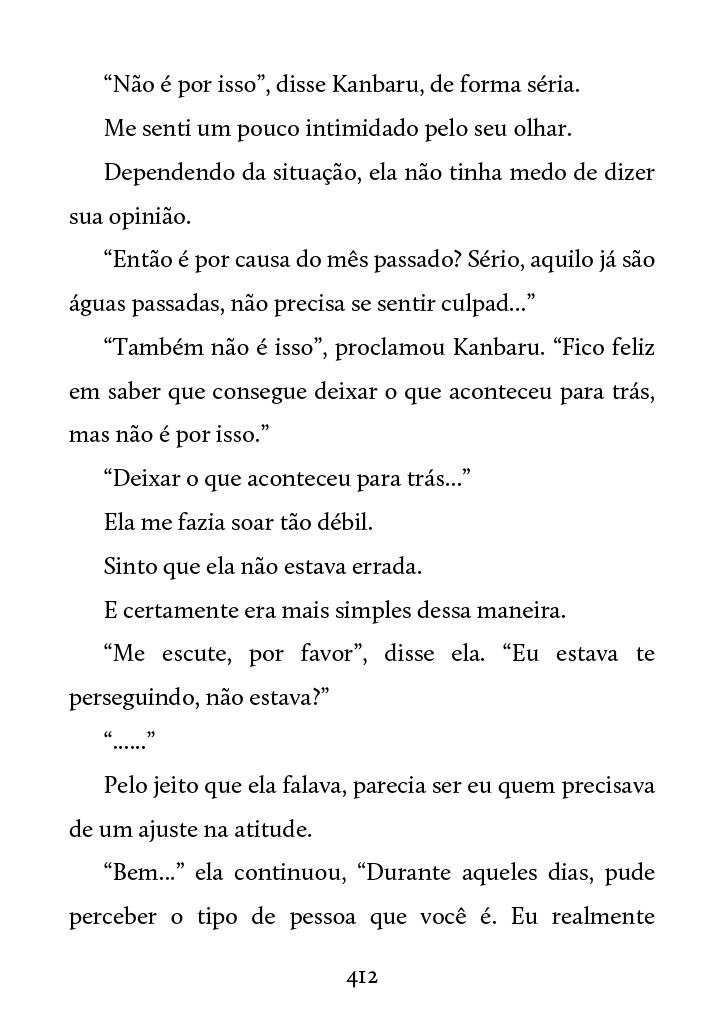 “Não é por isso”, disse Kanbaru, de forma séria.
Me senti um pouco intimidado pelo seu olhar.
Dependendo da situação, ela não tinha medo de dizer
sua opinião.
“Então é por causa do mês passado? Sério, aquilo já são
águas passadas, não precisa se sentir culpad...”
“Também não é isso”, proclamou Kanbaru. “Fico feliz
em saber que consegue deixar o que aconteceu para trás,
mas não é por isso.”
“Deixar o que aconteceu para trás...”
Ela me fazia soar tão débil.
Sinto que ela não estava errada.
E certamente era mais simples dessa maneira.
“Me escute, por favor”, disse ela. “Eu estava te
perseguindo, não estava?”
“......”
Pelo jeito que ela falava, parecia ser eu quem precisava
de um ajuste na atitude.
“Bem...” ela continuou, “Durante aqueles dias, pude
perceber o tipo de pessoa que você é. Eu realmente
412